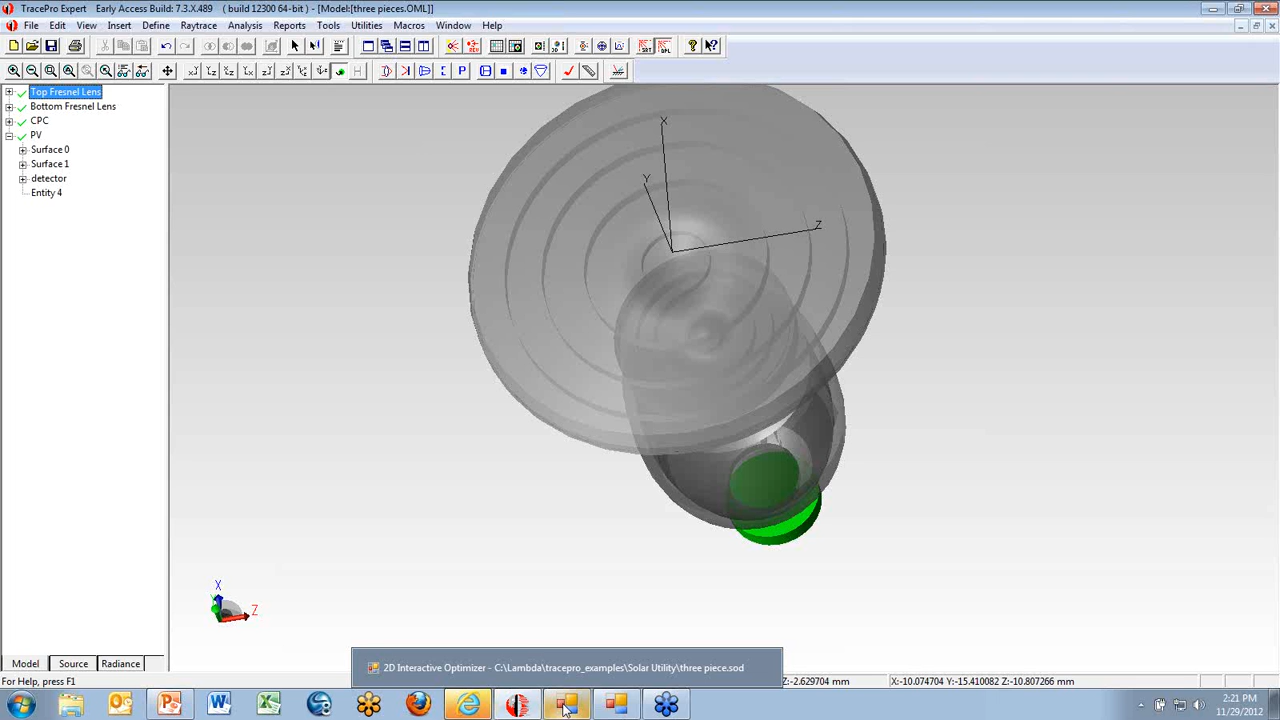 TracePro Expert    Early Access Build: 7.3.X.489   ( build 12300 64-bit ) - [Model:[three pieces.OML]]
File Edit View Insert Define Raytrace Analysis Reports Tools Utilities Macros Window Help
Top Fresnel Lens
Bottom Fresnel Lens
CPC
PV
Surface 0
Surface 1
detector
Entity 4
X
Y
Z
X
Z
Model Source Radiance
2D Interactive Optimizer - C:\Lambda\tracepro_examples\Solar Utility\three piece.sod
For Help, press F1
Z:-2.629704 mm
X:-10.074704 Y:-15.410082 Z:-10.807266 mm
2:21 PM
11/29/2012